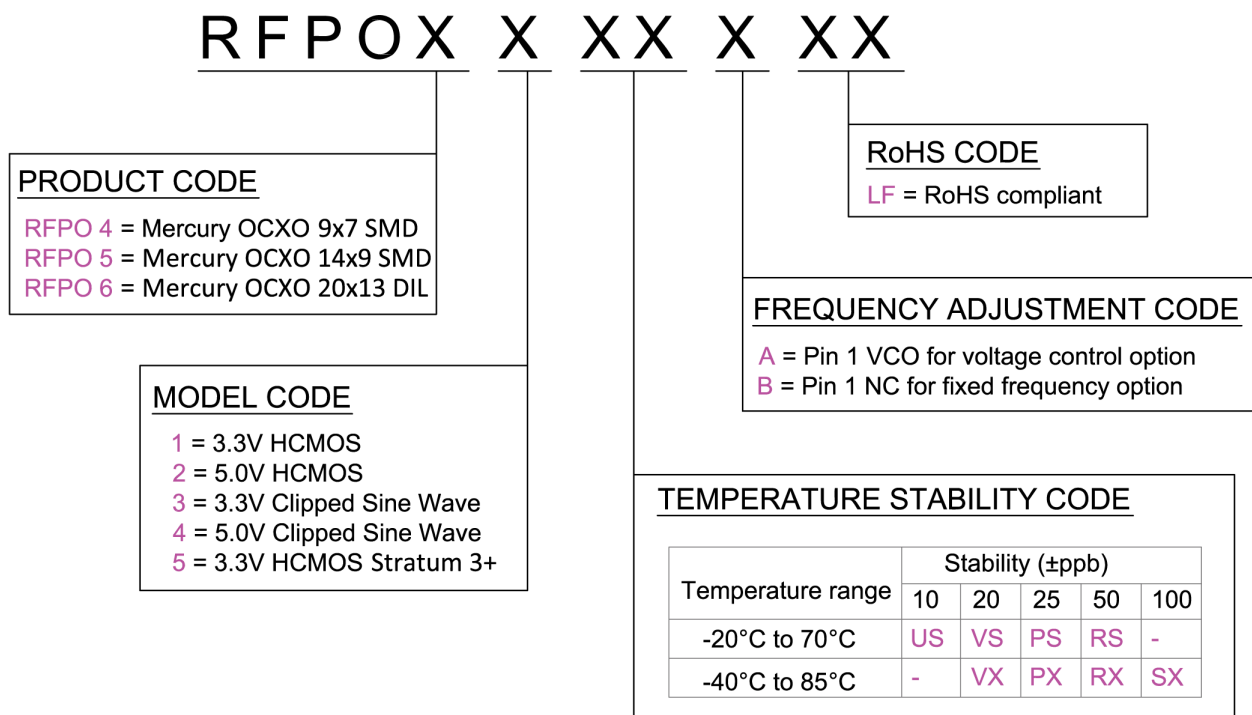 RFPOX X XX X XX
RoHS CODE
LF = RoHS compliant
PRODUCT CODE
RFPO 4 = Mercury OCXO 9x7 SMD
RFPO 5 = Mercury OCXO 14x9 SMD
RFPO 6 = Mercury OCXO 20x13 DIL
FREQUENCY ADJUSTMENT CODE
A = Pin 1 VCO for voltage control option
B = Pin 1 NC for fixed frequency option
MODEL CODE
1 = 3.3V HCMOS
2 = 5.0V HCMOS
3 = 3.3V Clipped Sine Wave
4 = 5.0V Clipped Sine Wave
5 = 3.3V HCMOS Stratum 3+
TEMPERATURE STABILITY CODE
Temperature range Stability (±ppb)
10 20 25 50 100
-20°C to 70°C US VS PS RS -
-40°C to 85°C - VX PX RX SX